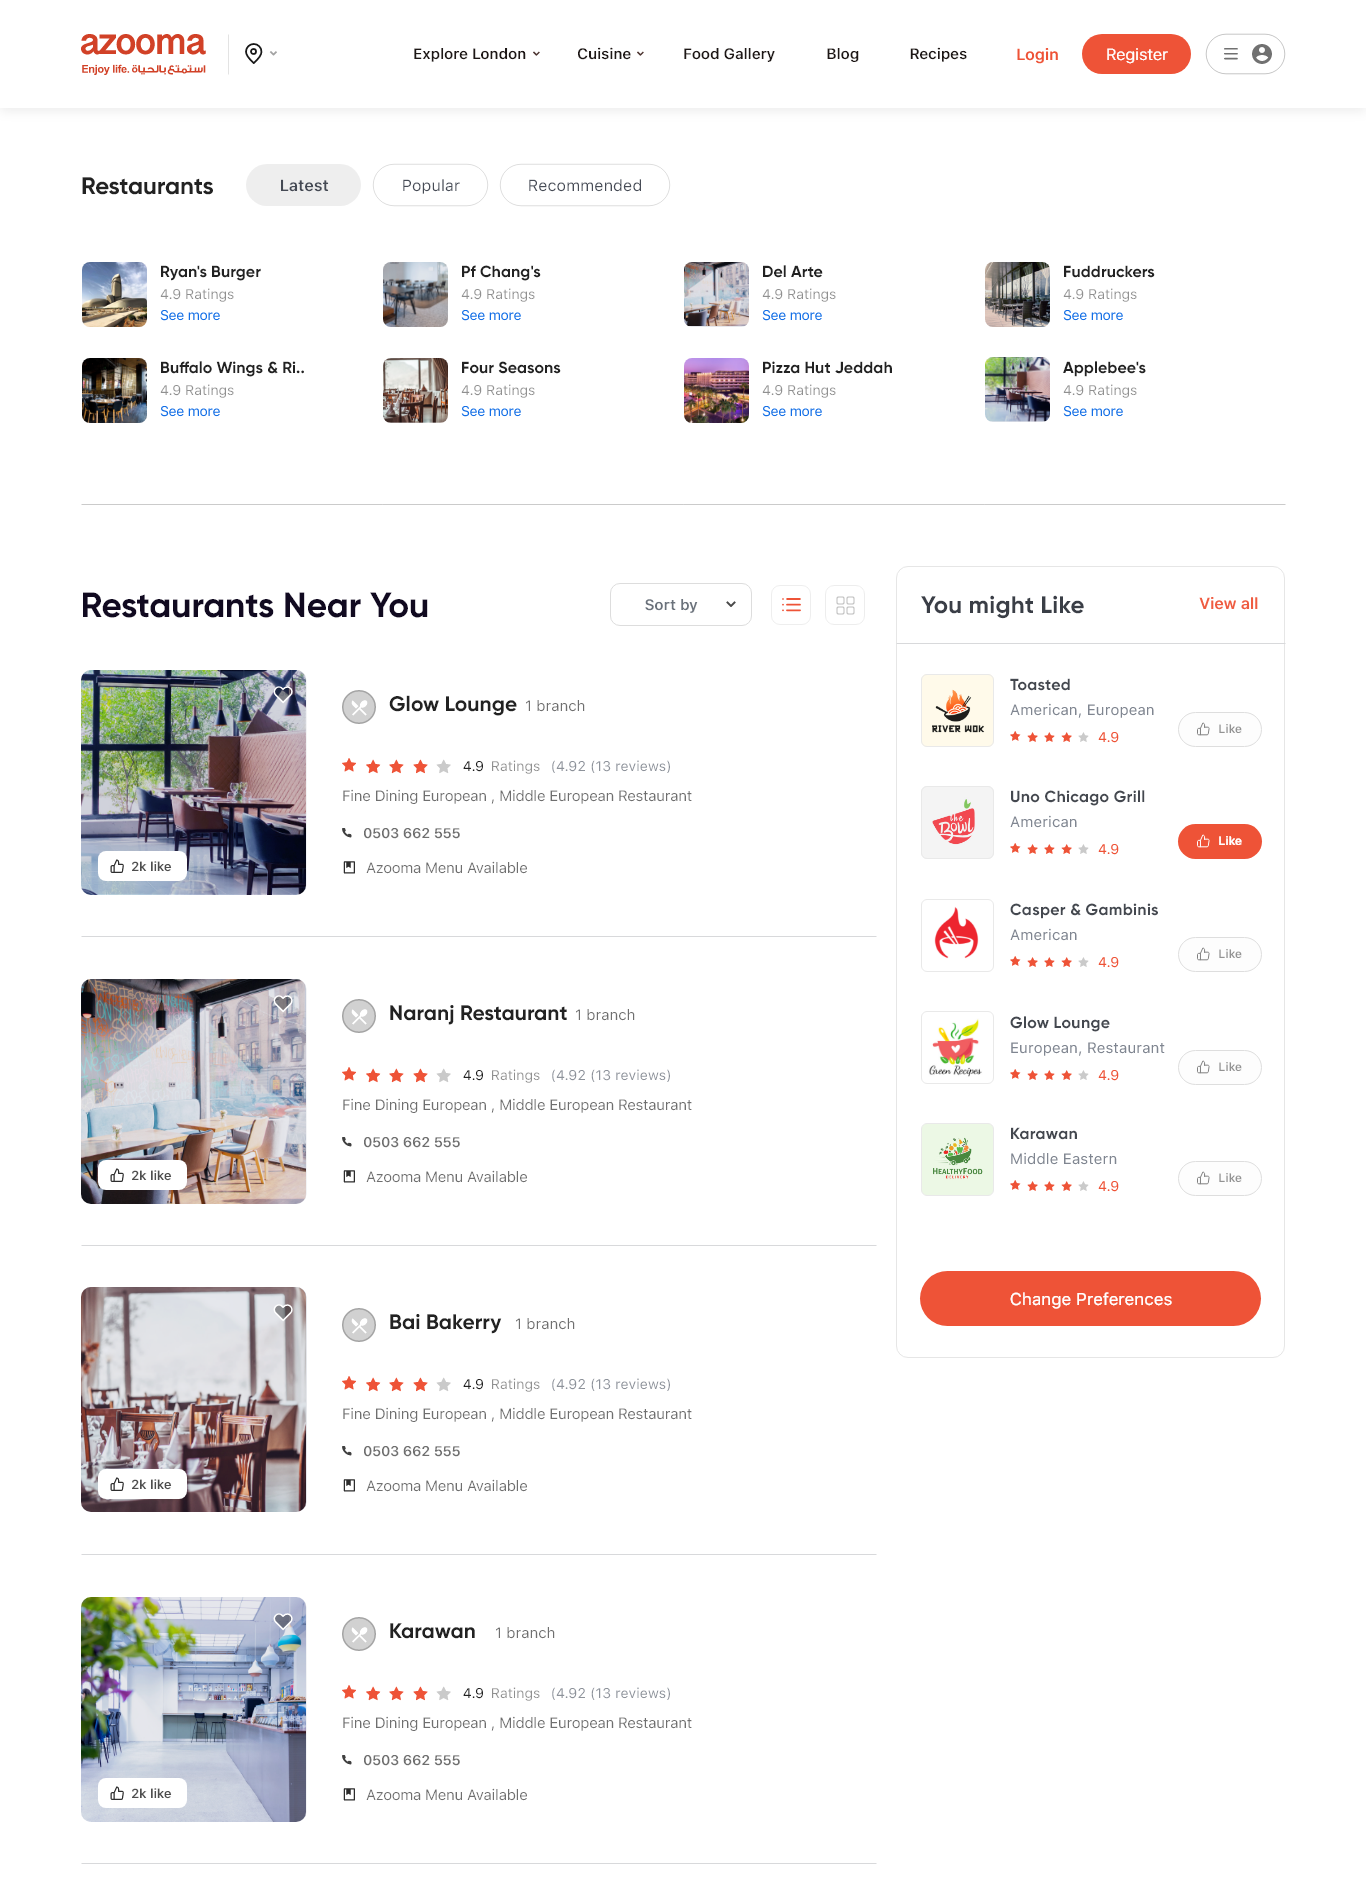 azooma
Enjoy life. استمتع بالحياة
Explore London
Cuisine
Food Gallery
Blog
Recipes
Login
Register
Restaurants
Latest
Popular
Recommended
Ryan's Burger
4.9 Ratings
See more
Pf Chang's
4.9 Ratings
See more
Del Arte
4.9 Ratings
See more
Fuddruckers
4.9 Ratings
See more
Buffalo Wings & Ri..
4.9 Ratings
See more
Four Seasons
4.9 Ratings
See more
Pizza Hut Jeddah
4.9 Ratings
See more
Applebee's
4.9 Ratings
See more
Restaurants Near You
Sort by
Glow Lounge 1 branch
4.9 Ratings (4.92 (13 reviews)
Fine Dining European , Middle European Restaurant
0503 662 555
Azooma Menu Available
2k like
Naranj Restaurant 1 branch
4.9 Ratings (4.92 (13 reviews)
Fine Dining European , Middle European Restaurant
0503 662 555
Azooma Menu Available
2k like
Bai Bakerry 1 branch
4.9 Ratings (4.92 (13 reviews)
Fine Dining European , Middle European Restaurant
0503 662 555
Azooma Menu Available
2k like
Karawan 1 branch
4.9 Ratings (4.92 (13 reviews)
Fine Dining European , Middle European Restaurant
0503 662 555
Azooma Menu Available
2k like
You might Like
View all
RIVER WOK
Toasted
American, European
4.9
Like
the
Bowl
Uno Chicago Grill
American
4.9
Like
Casper & Gambinis
American
4.9
Like
Green Recipes
Glow Lounge
European, Restaurant
4.9
Like
HEALTHYFOOD
DELIVERY
Karawan
Middle Eastern
4.9
Like
Change Preferences